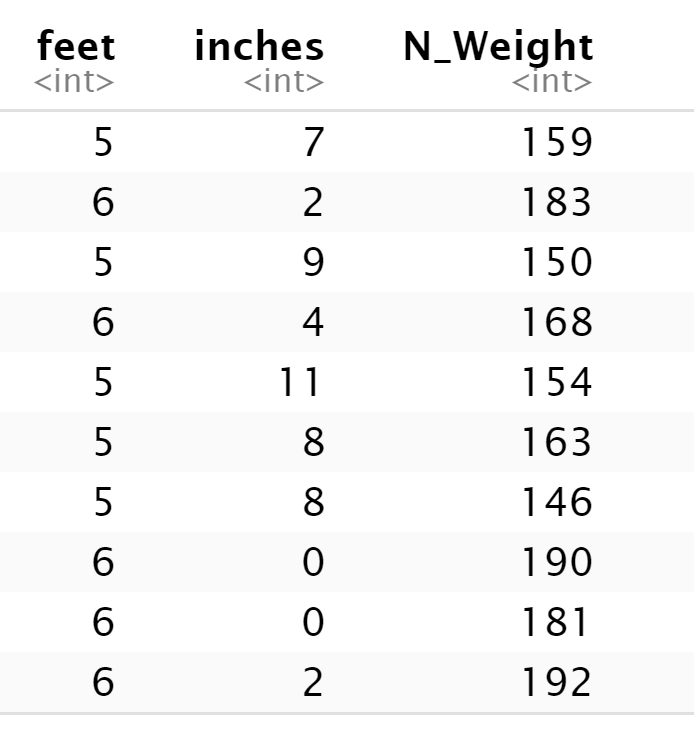 feet inches N_Weight
<int> <int> <int>
5 7 159
6 2 183
5 9 150
6 4 168
5 11 154
5 8 163
5 8 146
6 0 190
6 0 181
6 2 192